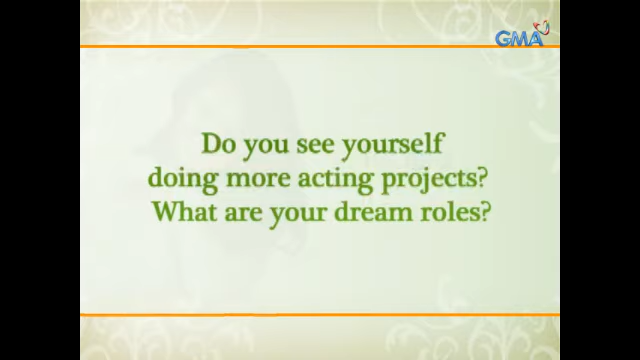 GMA
Do you see yourself
doing more acting projects?
What are your dream roles?